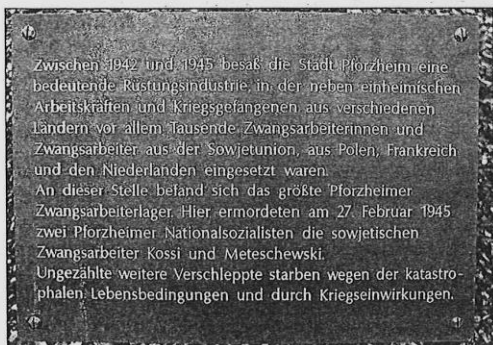 Zwischen 1942 und 1945 besaß die Stadt Pforzheim eine
bedeutende Rüstungsindustrie, in der neben einheimischen
Arbeitskräften und Kriegsgefangenen aus verschiedenen
Ländern vor allem Tausende Zwangsarbeiterinnen und
Zwangsarbeiter aus der Sowjetunion, aus Polen, Frankreich
und den Niederlanden eingesetzt waren.
An dieser Stelle befand sich das größte Pforzheimer
Zwangsarbeiterlager. Hier ermordeten am 27. Februar 1945
zwei Pforzheimer Nationalsozialisten die sowjetischen
Zwangsarbeiter Kossi und Meteschewski.
Ungezählte weitere Verschleppte starben wegen der katastro-
phalen Lebensbedingungen und durch Kriegseinwirkungen.